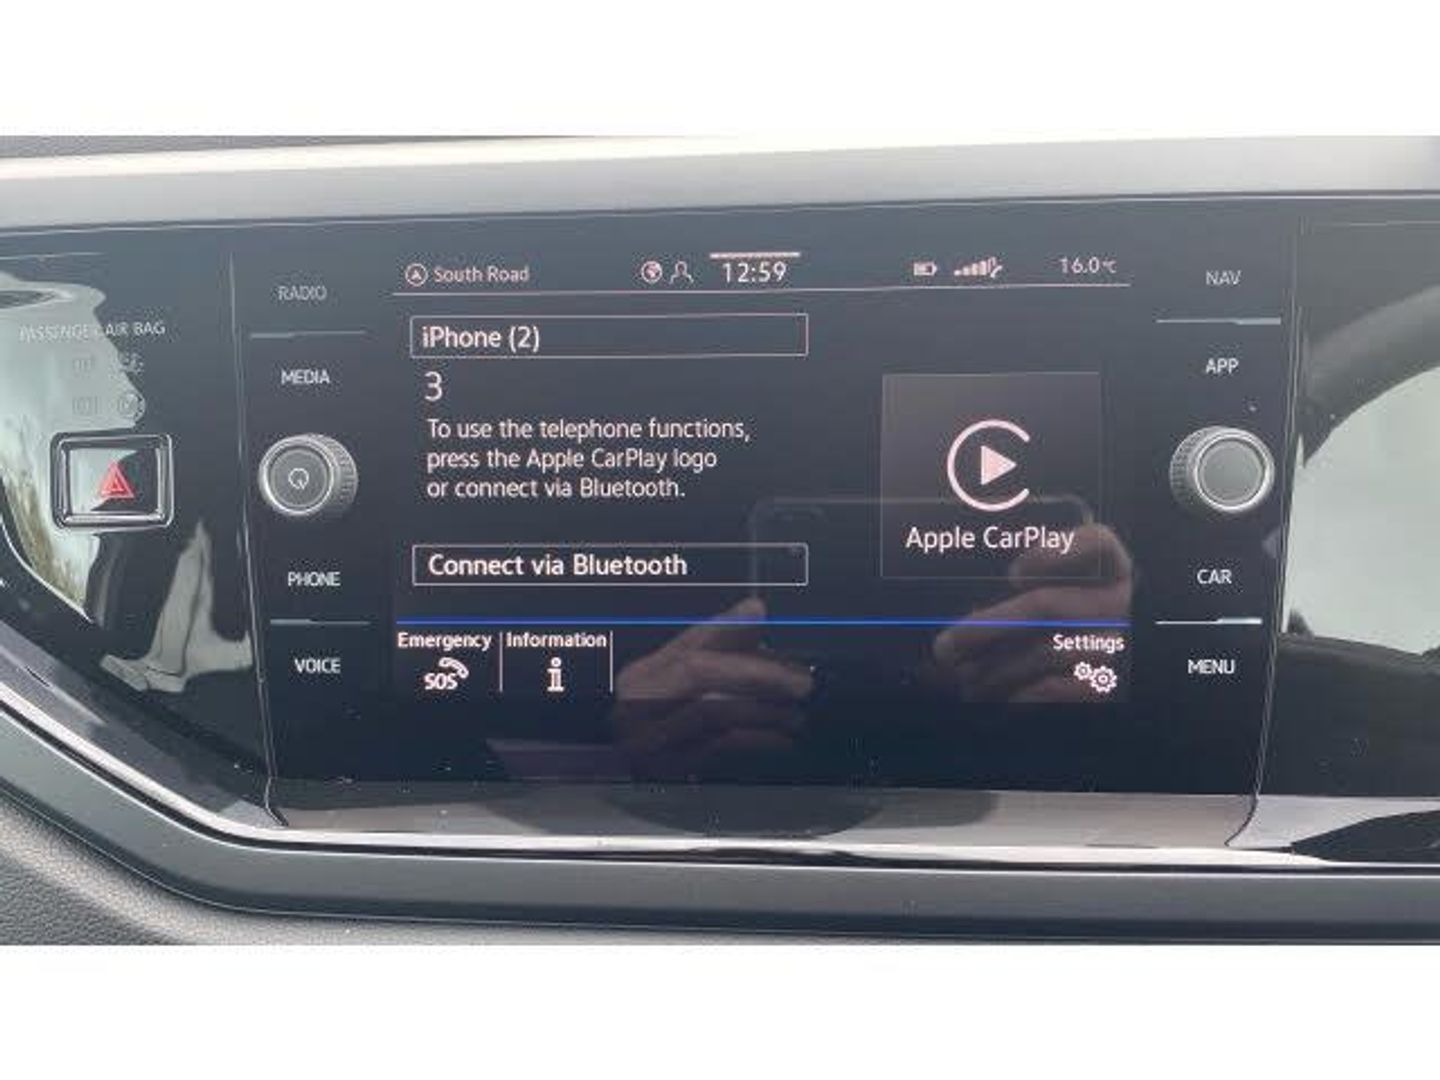 South Road
12:59
16.0°C
RADIO
NAV
PASSENGER AIR BAG
iPhone (2)
MEDIA
APP
3
To use the telephone functions,
press the Apple CarPlay logo
or connect via Bluetooth.
Apple CarPlay
Connect via Bluetooth
PHONE
CAR
Emergency
Information
Settings
SOS
i
VOICE
MENU